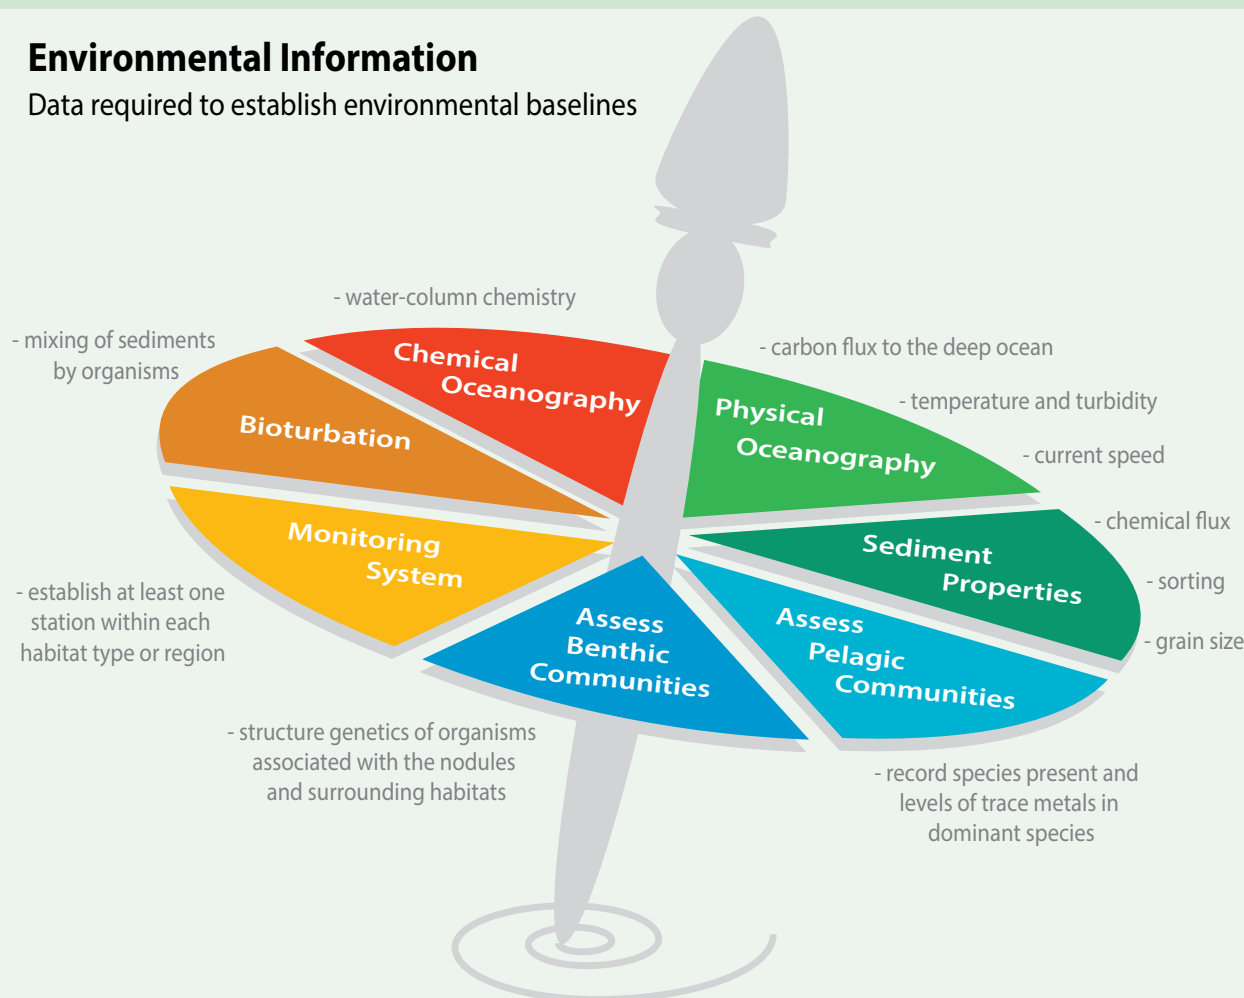 Environmental Information
Data required to establish environmental baselines
- water-column chemistry
- mixing of sediments
by organisms
Chemical
Oceanography
Bioturbation
- carbon flux to the deep ocean
- temperature and turbidity
- current speed
Physical
Oceanography
- chemical flux
- sorting
- grain size
Sediment
Properties
Monitoring
System
- establish at least one
station within each
habitat type or region
Assess
Benthic
Communities
- structure genetics of organisms
associated with the nodules
and surrounding habitats
Assess
Pelagic
Communities
- record species present and
levels of trace metals in
dominant species